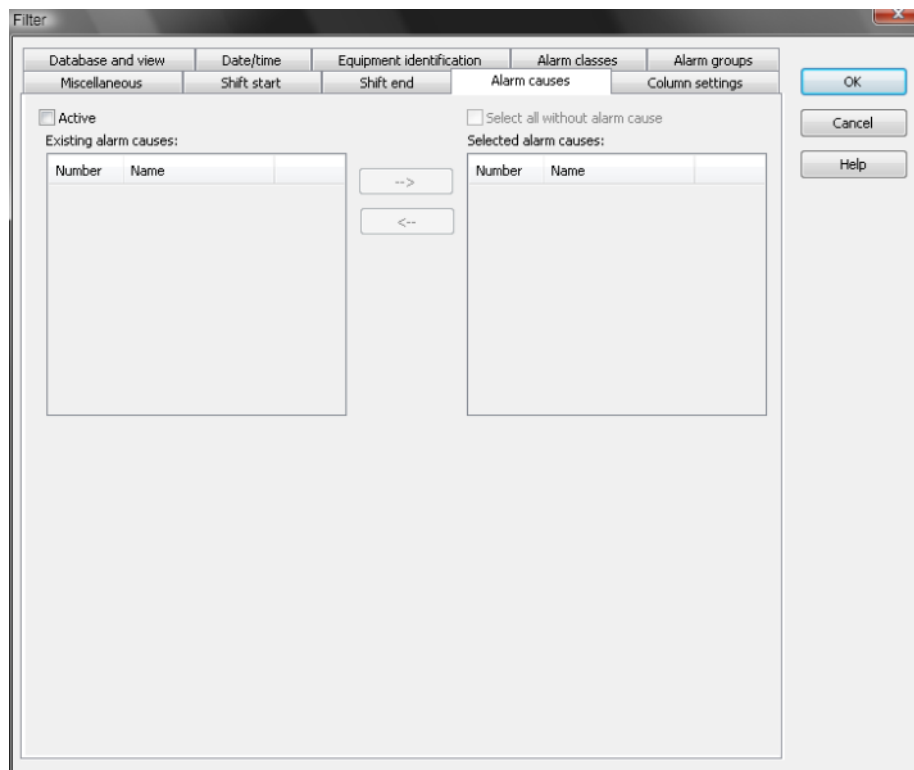 Filter
Database and view Date/time Equipment identification Alarm classes Alarm groups
Miscellaneous Shift start Shift end Alarm causes Column settings
OK
Active Select all without alarm cause
Cancel
Existing alarm causes: Selected alarm causes:
Number Name Number Name
Help
-->
<--